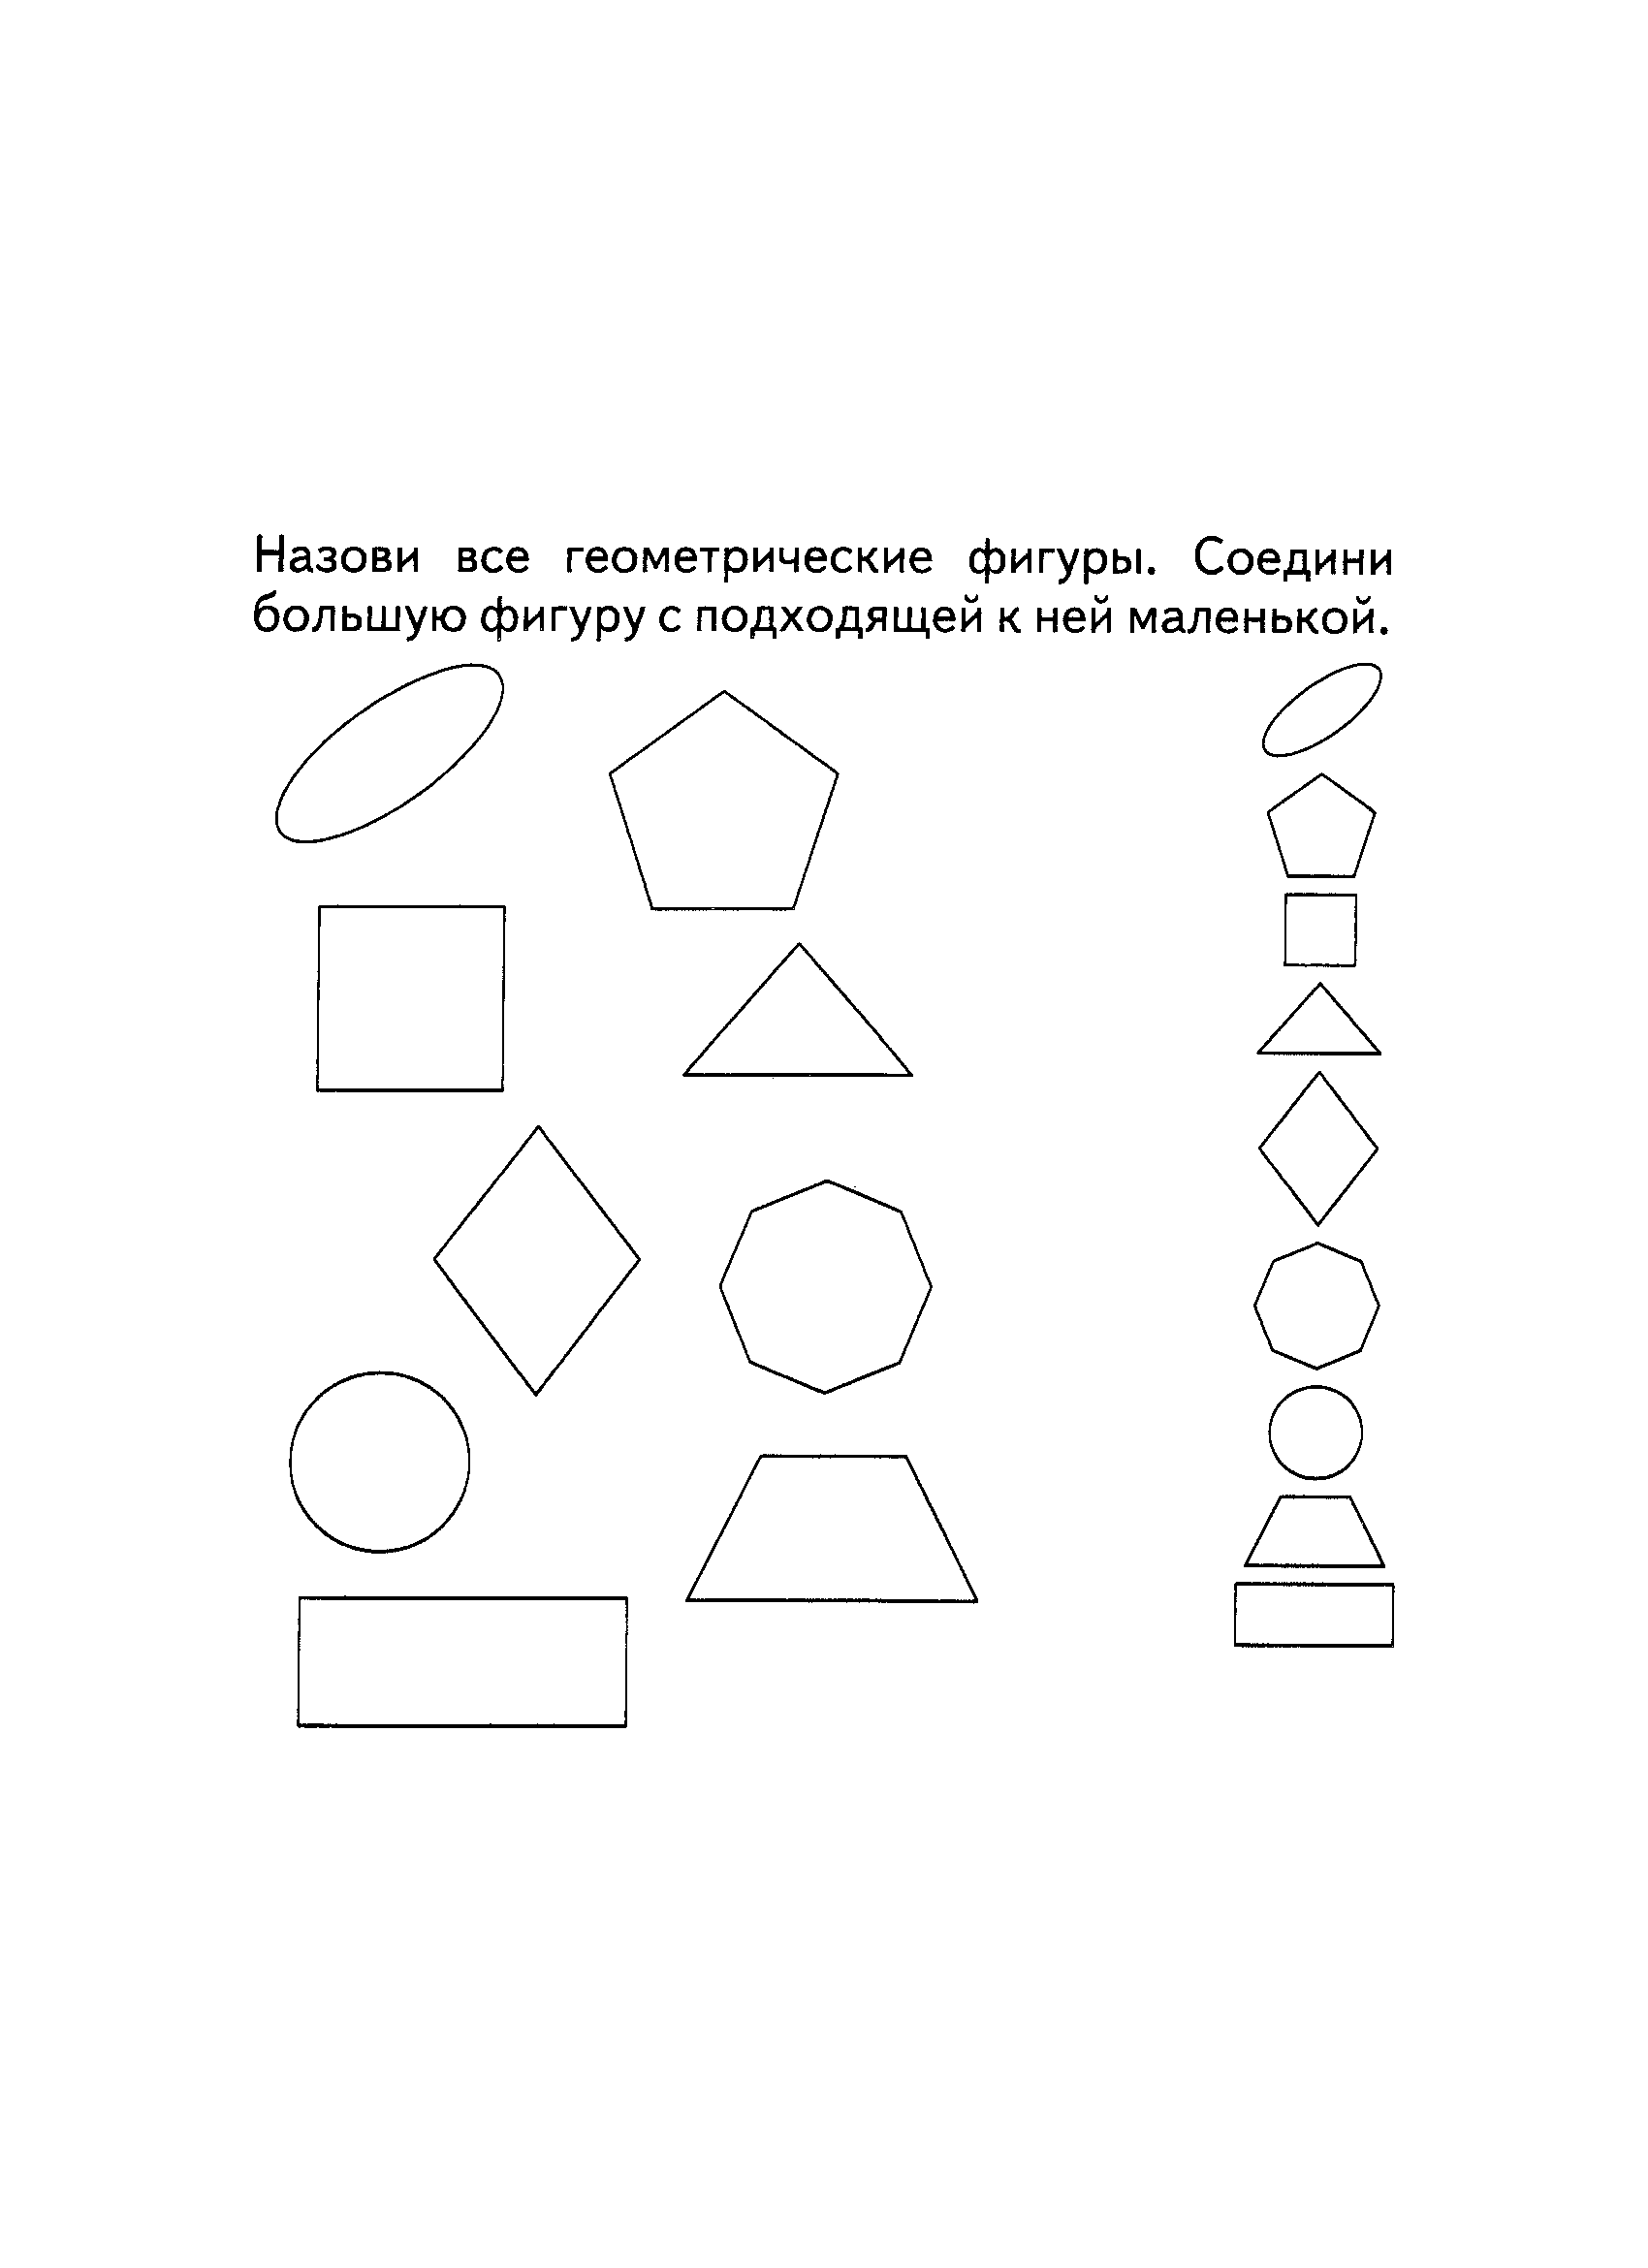 Назови все геометрические фигуры. Соедини
большую фигуру с подходящей к ней маленькой.